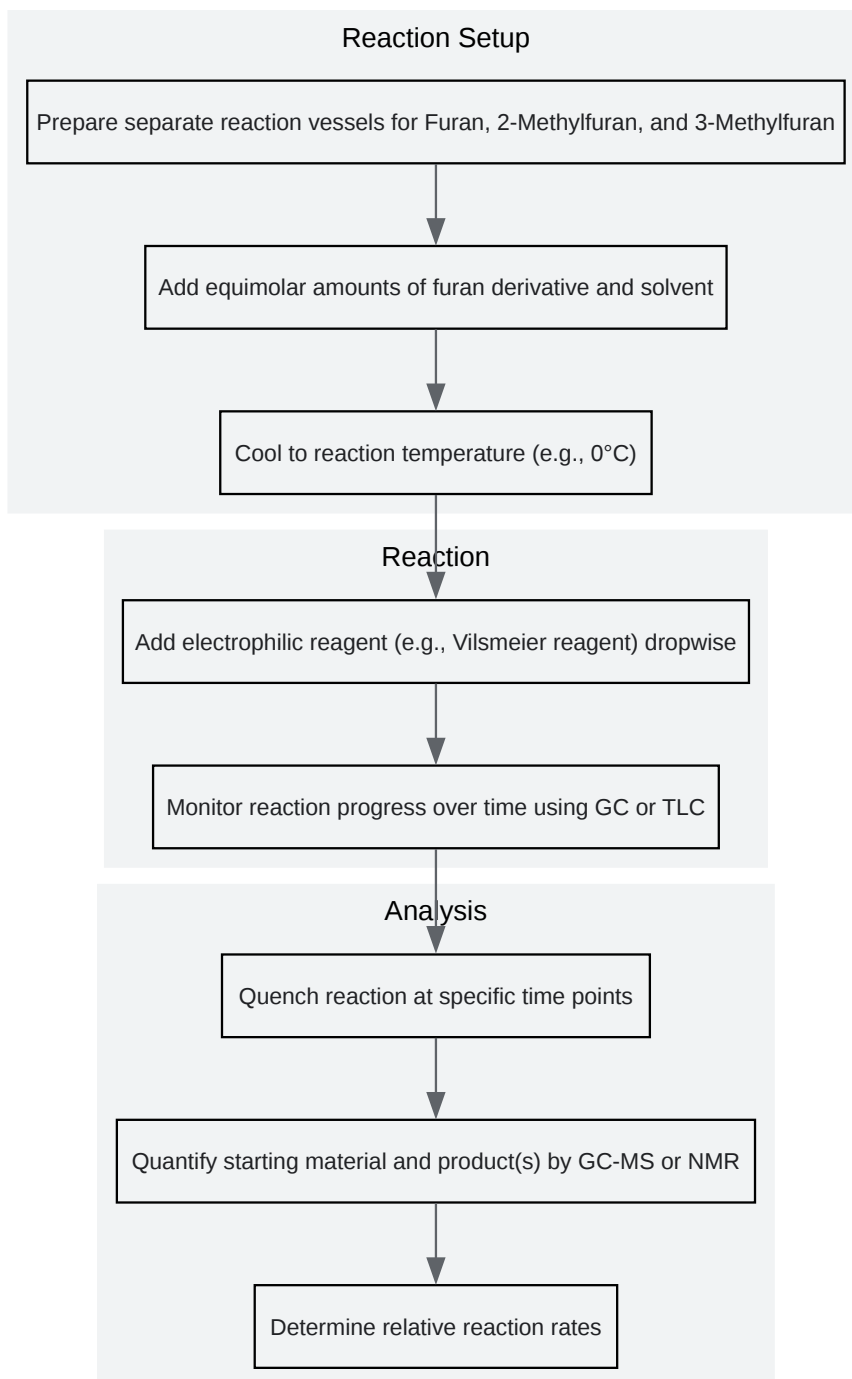 Reaction Setup
Prepare separate reaction vessels for Furan, 2-Methylfuran, and 3-Methylfuran
Add equimolar amounts of furan derivative and solvent
Cool to reaction temperature (e.g., 0°C)
Reaction
Add electrophilic reagent (e.g., Vilsmeier reagent) dropwise
Monitor reaction progress over time using GC or TLC
Analysis
Quench reaction at specific time points
Quantify starting material and product(s) by GC-MS or NMR
Determine relative reaction rates